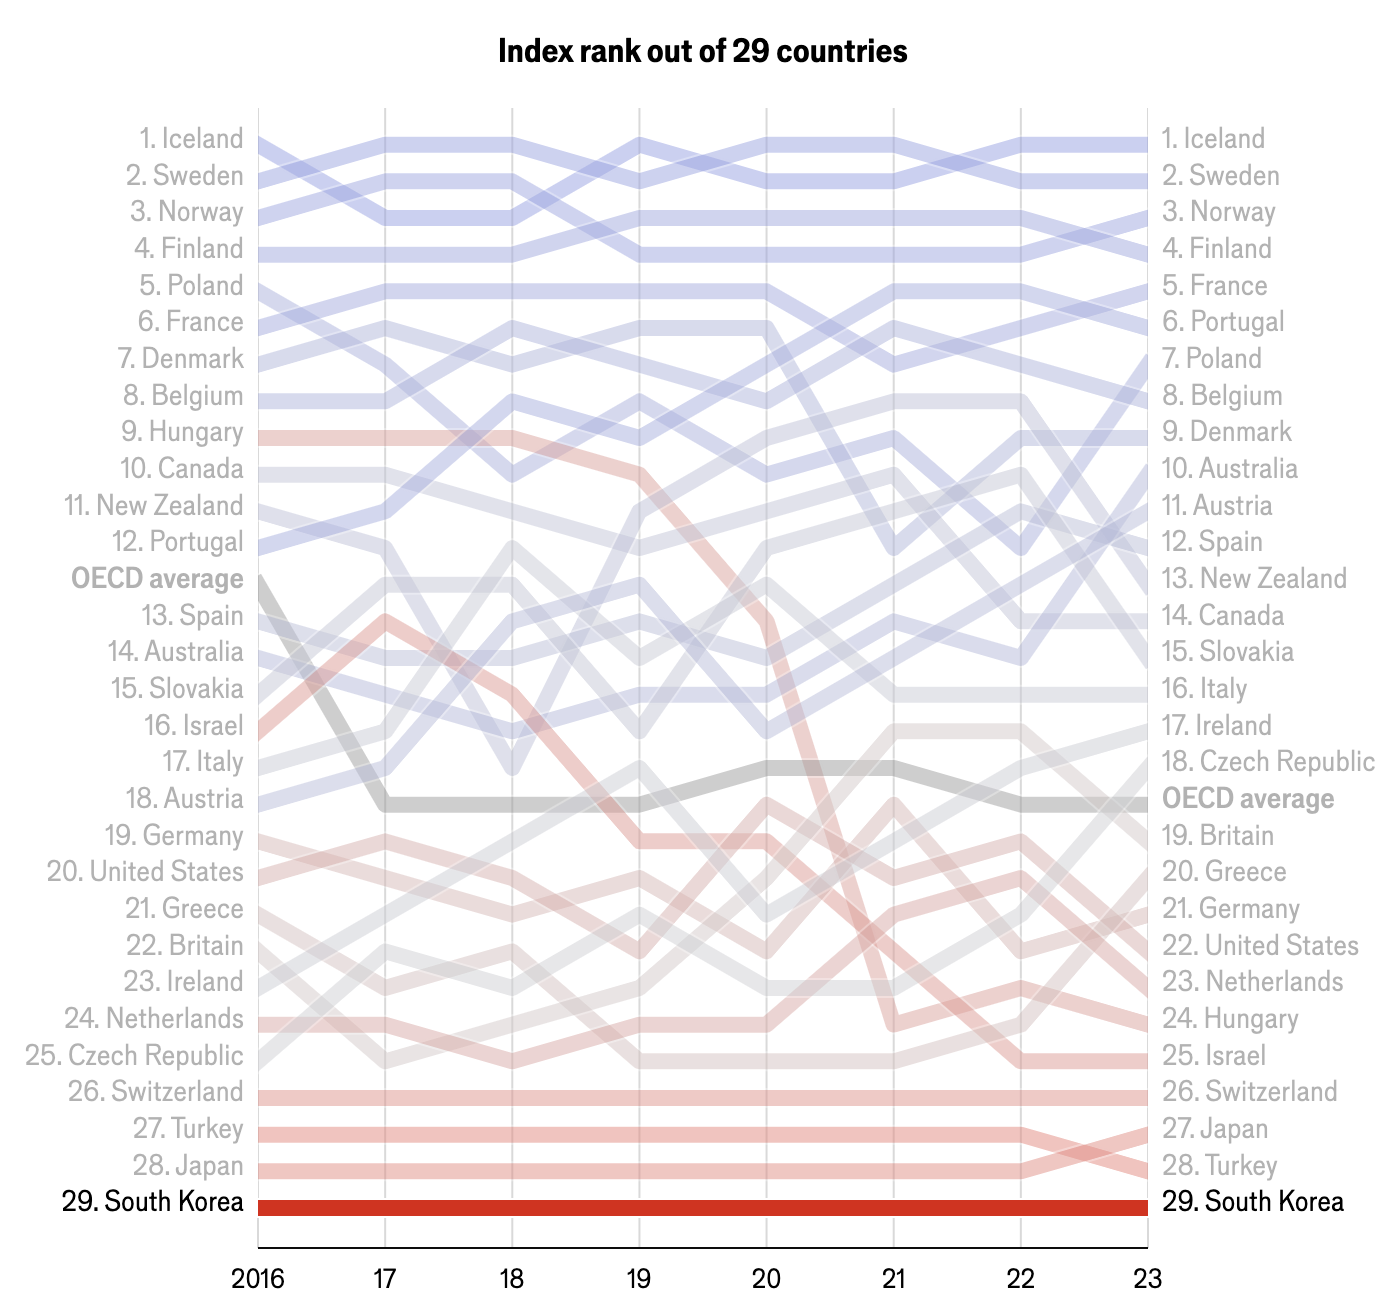 Index rank out of 29 countries
1. Iceland
2. Sweden
3. Norway
4. Finland
5. Poland
6. France
7. Denmark
8. Belgium
9. Hungary
10. Canada
11. New Zealand
12. Portugal
OECD average
13. Spain
14. Australia
15. Slovakia
16. Israel
17. Italy
18. Austria
19. Germany
20. United States
21. Greece
22. Britain
23. Ireland
24. Netherlands
25. Czech Republic
26. Switzerland
27. Turkey
28. Japan
29. South Korea
1. Iceland
2. Sweden
3. Norway
4. Finland
5. France
6. Portugal
7. Poland
8. Belgium
9. Denmark
10. Australia
11. Austria
12. Spain
13. New Zealand
14. Canada
15. Slovakia
16. Italy
17. Ireland
18. Czech Republic
OECD average
19. Britain
20. Greece
21. Germany
22. United States
23. Netherlands
24. Hungary
25. Israel
26. Switzerland
27. Japan
28. Turkey
29. South Korea
2016 17 18 19 20 21 22 23